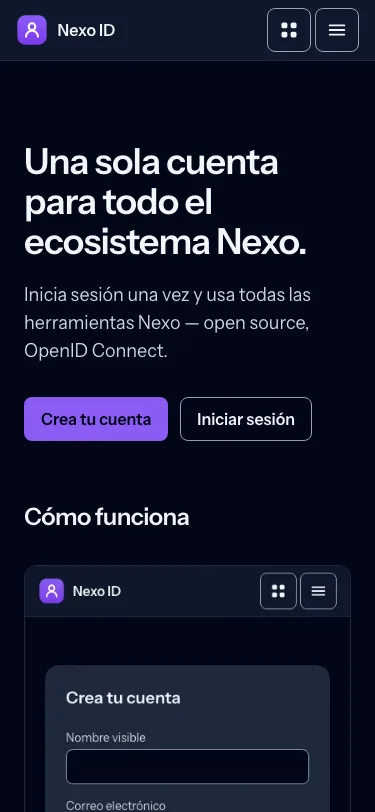 Nexo ID
Una sola cuenta
para todo el
ecosistema Nexo.
Inicia sesión una vez y usa todas las
herramientas Nexo — open source,
OpenID Connect.
Crea tu cuenta
Iniciar sesión
Cómo funciona
Nexo ID
Crea tu cuenta
Nombre visible
Correo electrónico